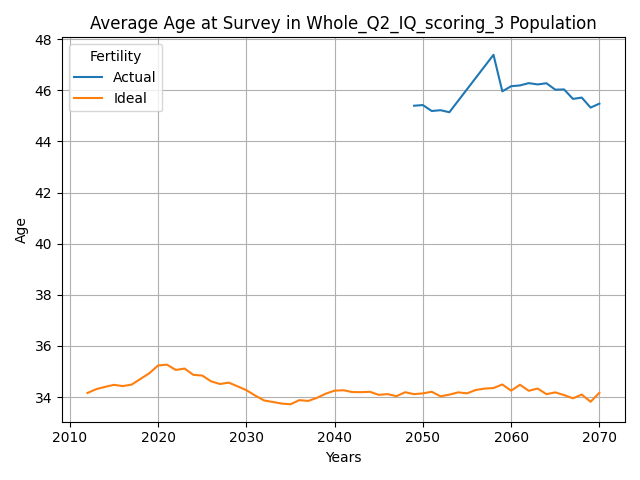 Average Age at Survey in Whole_Q2_IQ_scoring_3 Population
Fertility
Actual
Ideal
48
46
44
42
40
38
36
34
Age
2010 2020 2030 2040 2050 2060 2070
Years